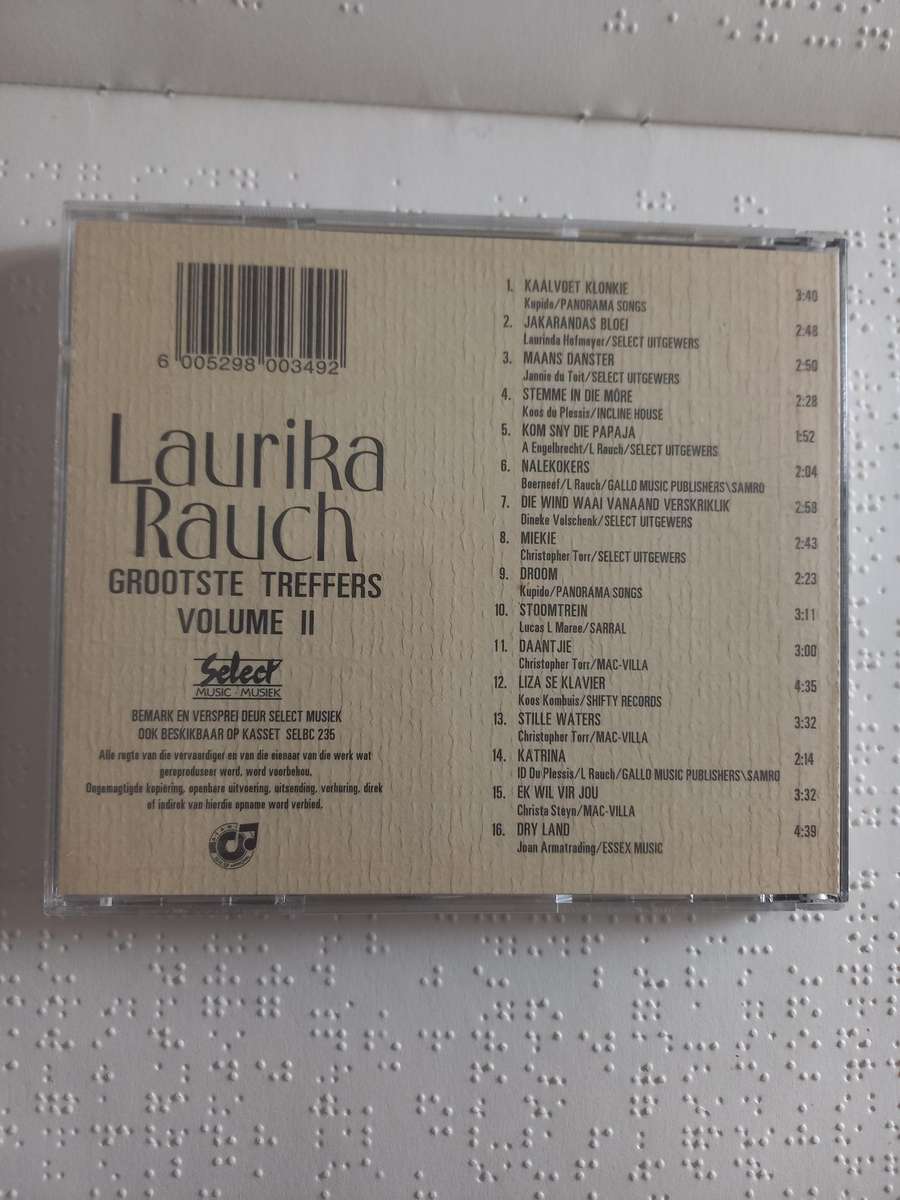 6 005298 003492
Laurika
Rauch
GROOTSTE TREFFERS
VOLUME II
Select
MUSIC · MUSIEK
BEMARK EN VERSPREI DEUR SELECT MUSIEK
OOK BESKIKBAAR OP KASSET SELBC 235
Alle regte van die vervaardiger en van die eienaar van die werk wat
gereproduseer word, word voorbehou.
Ongemagtigde kopiering, openbare uitvoering, uitsending, verhuring, direk
of indirek van hierdie opname word verbied.
1. KAALVOET KLONKIE 3:40
Kupido/PANORAMA SONGS
2. JAKARANDAS BLOEI 2:48
Laurinda Hofmeyer/SELECT UITGEWERS
3. MAANS DANSTER 2:50
Jannie du Toit/SELECT UITGEWERS
4. STEMME IN DIE MÔRE 2:28
Koos du Plessis/INCLINE HOUSE
5. KOM SNY DIE PAPAJA 1:52
A Engelbrecht/L Rauch/SELECT UITGEWERS
6. NALEKOKERS 2:04
Boerneef/L Rauch/GALLO MUSIC PUBLISHERS\SAMRO
7. DIE WIND WAAI VANAAND VERSKRIKLIK 2:58
Dineke Volschenk/SELECT UITGEWERS
8. MIEKIE 2:43
Christopher Torr/SELECT UITGEWERS
9. DROOM 2:23
Kupido/PANORAMA SONGS
10. STOOMTREIN 3:11
Lucas L Maree/SARRAL
11. DAANTJIE 3:00
Christopher Torr/MAC-VILLA
12. LIZA SE KLAVIER 4:35
Koos Kombuis/SHIFTY RECORDS
13. STILLE WATERS 3:32
Christopher Torr/MAC-VILLA
14. KATRINA 2:14
ID Du Plessis/L Rauch/GALLO MUSIC PUBLISHERS\SAMRO
15. EK WIL VIR JOU 3:32
Christa Steyn/MAC-VILLA
16. DRY LAND 4:39
Joan Armatrading/ESSEX MUSIC